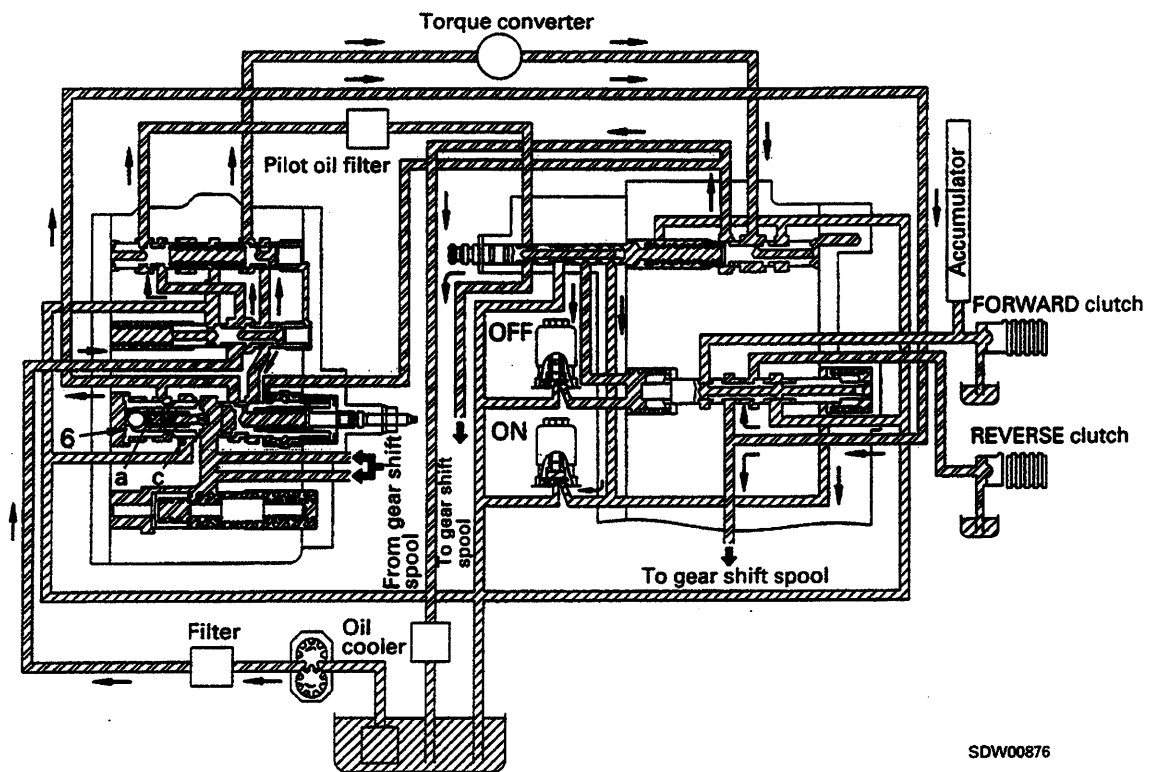 Torque converter
Pilot oil filter
Accumulator
OFF
FORWARD clutch
ON
REVERSE clutch
6
a
c
From gear shift
spool
To gear shift
spool
To gear shift spool
Filter
Oil
cooler
SDW00876